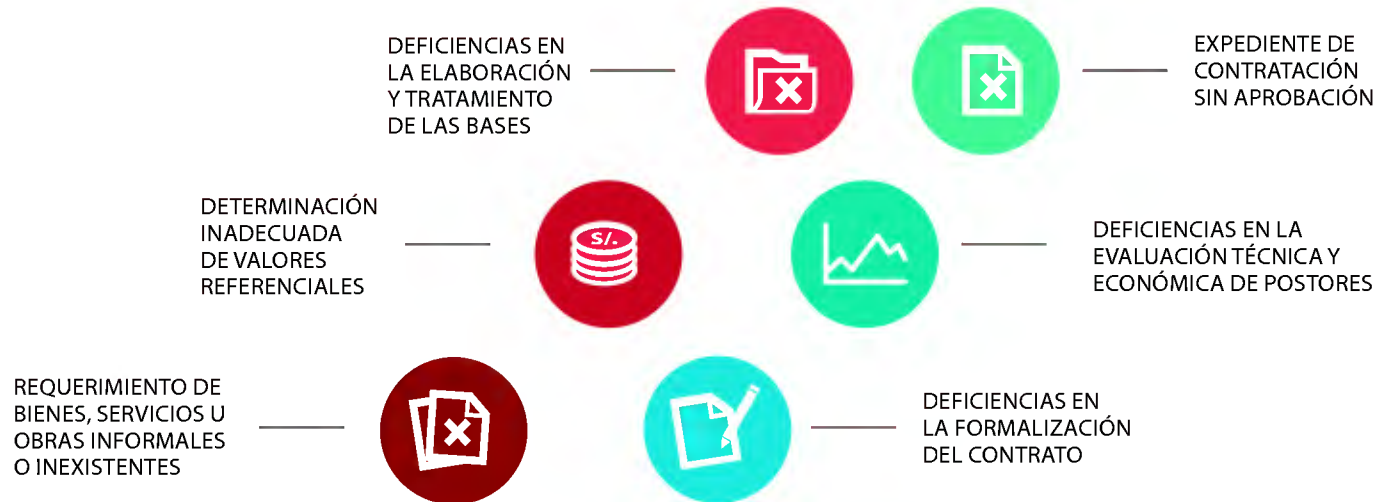 DEFICIENCIAS EN
LA ELABORACIÓN
Y TRATAMIENTO
DE LAS BASES
EXPEDIENTE DE
CONTRATACIÓN
SIN APROBACIÓN
DETERMINACIÓN
INADECUADA
DE VALORES
REFERENCIALES
S/.
DEFICIENCIAS EN LA
EVALUACIÓN TÉCNICA Y
ECONÓMICA DE POSTORES
REQUERIMIENTO DE
BIENES, SERVICIOS U
OBRAS INFORMALES
O INEXISTENTES
DEFICIENCIAS EN
LA FORMALIZACIÓN
DEL CONTRATO